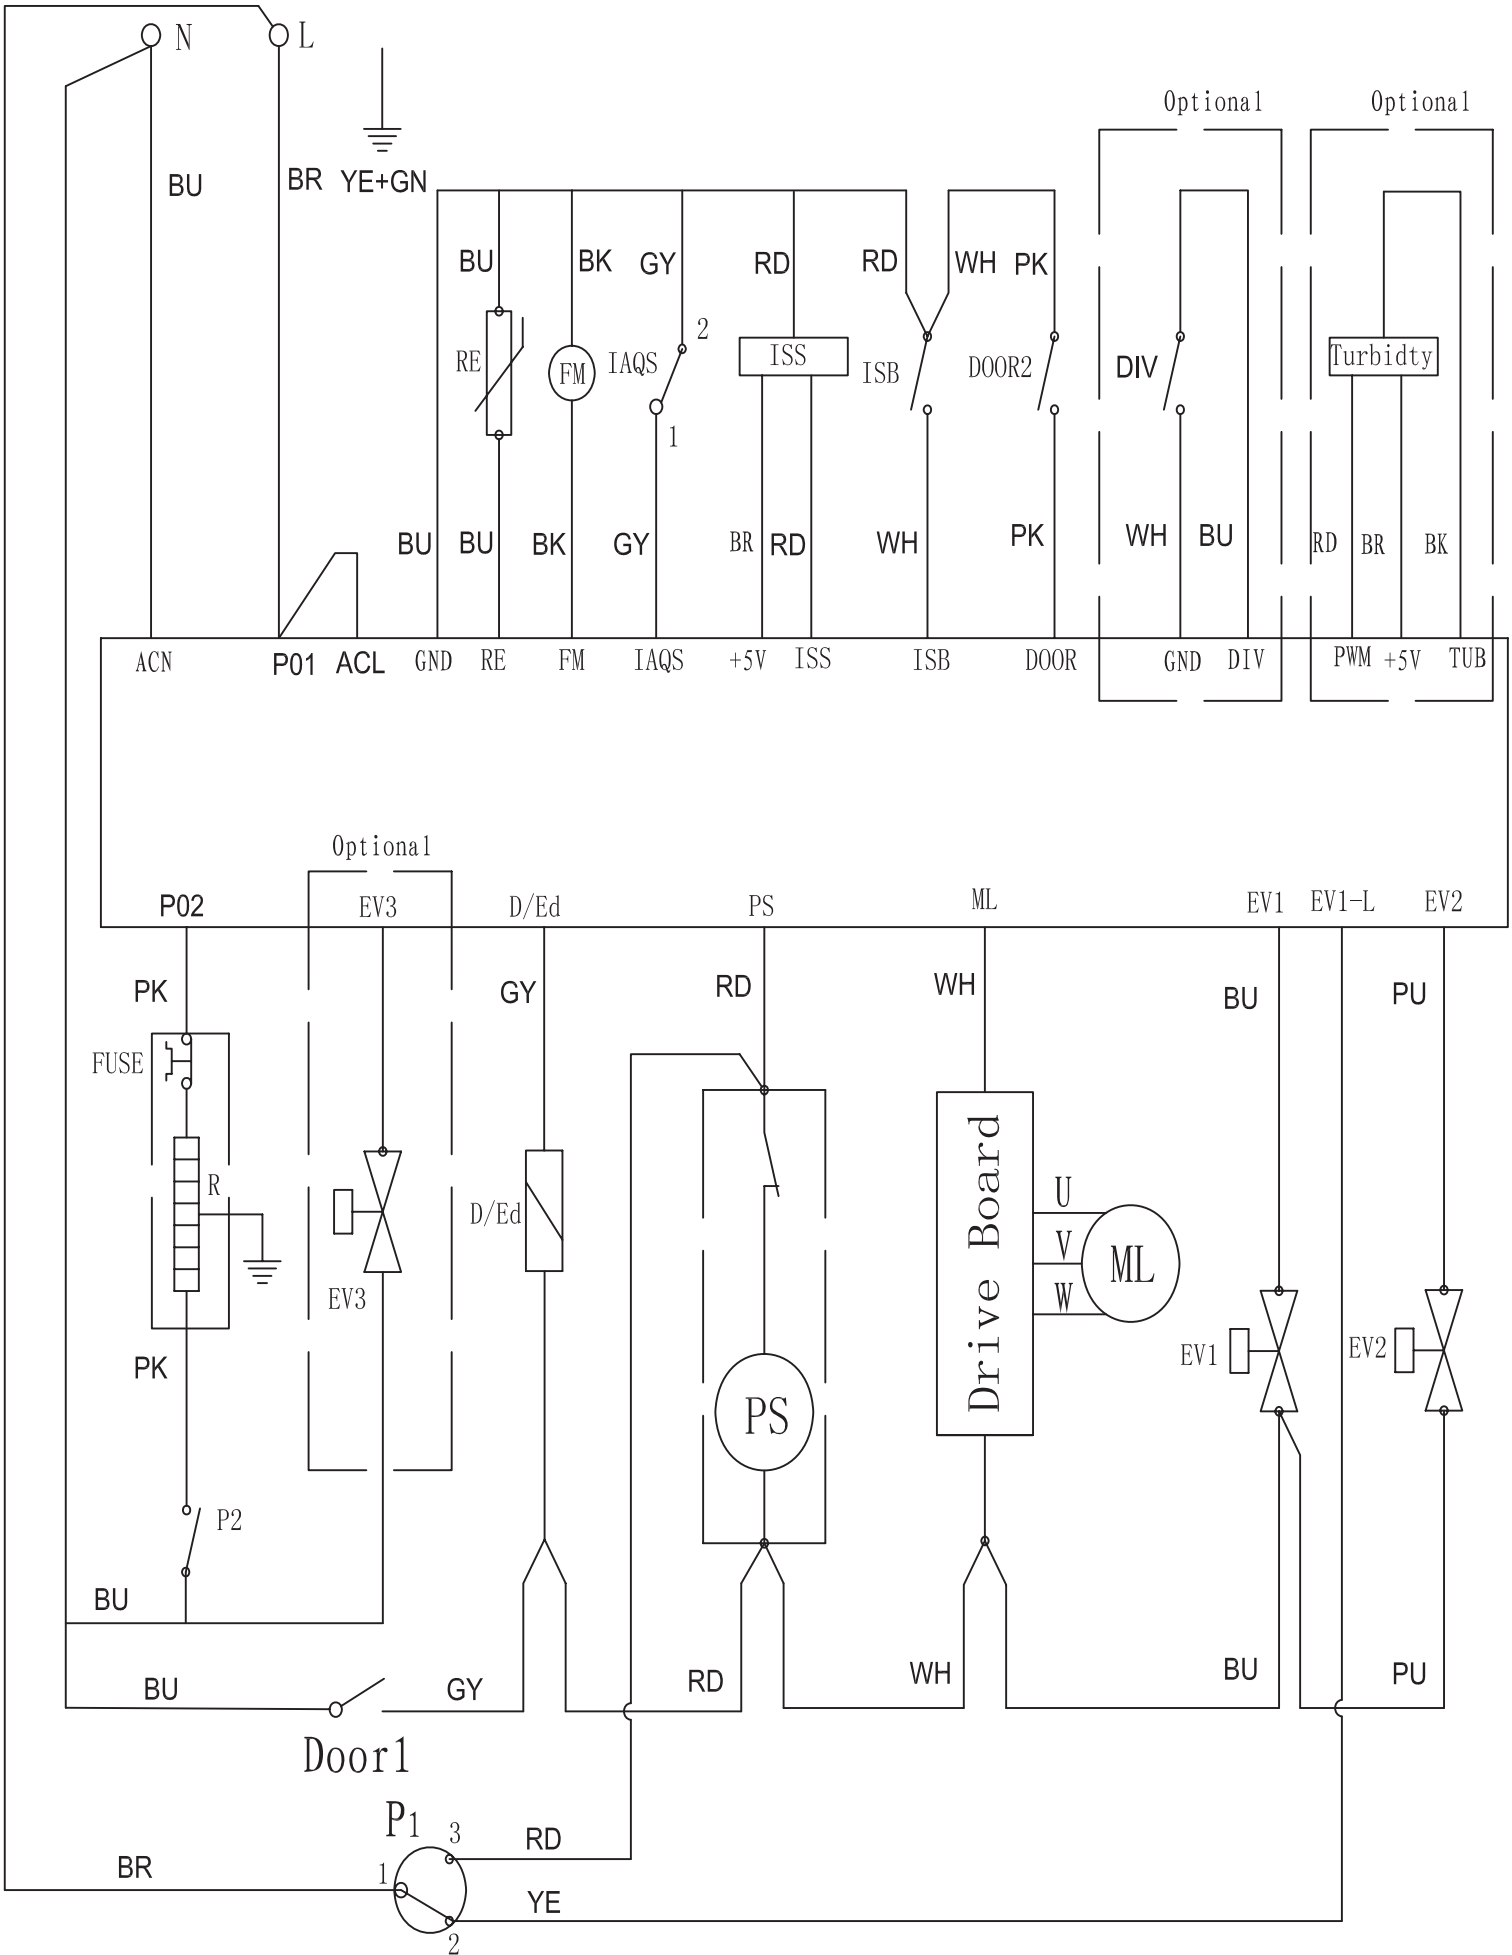 N L
Optional Optional
BU BR YE+GN
BU BK GY RD RD WH PK
2
RE FM IAQS ISS ISB DOOR2 DIV Turbidty
1
BU BU BK GY BR RD WH PK WH BU RD BR BK
ACN P01 ACL GND RE FM IAQS +5V ISS ISB DOOR GND DIV PWM +5V TUB
Optional
P02 EV3 D/Ed PS ML EV1 EV1-L EV2
PK GY RD WH BU PU
FUSE
R D/Ed Drive Board U
V ML
W
EV3
EV1 EV2
PK PS
P2
BU
BU GY RD WH BU PU
Door1
P1
3 RD
BR 1
YE
2